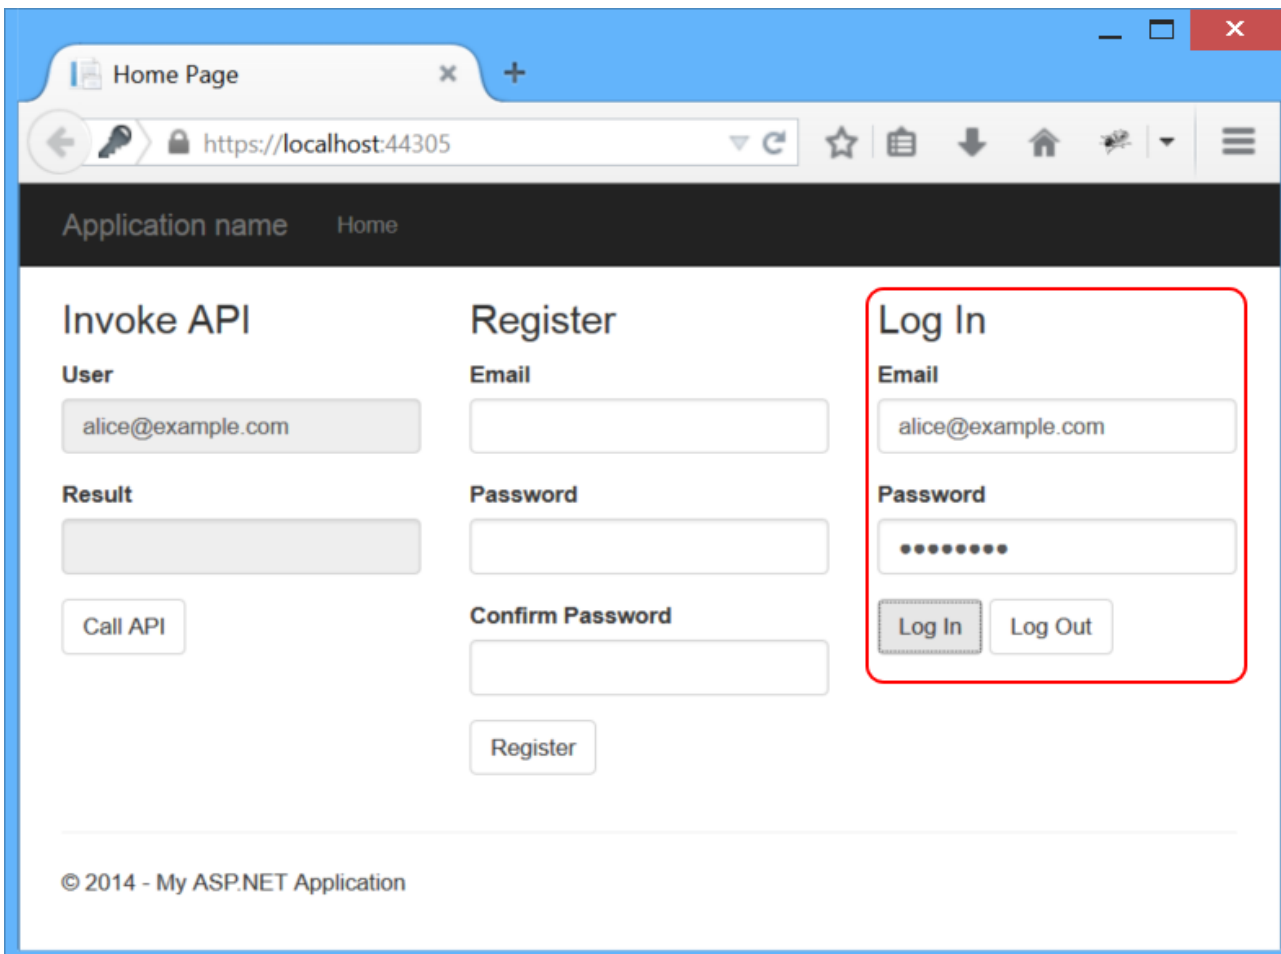 Home Page
https://localhost:44305
Application name Home
Invoke API
User
alice@example.com
Result
Call API
Register
Email
Password
Confirm Password
Register
Log In
Email
alice@example.com
Password
●●●●●●●●●
Log In Log Out
© 2014 - My ASP.NET Application